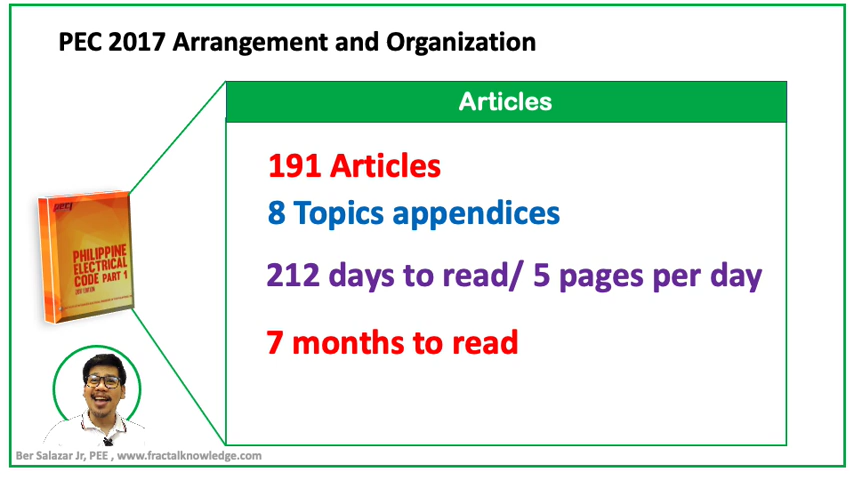 PEC 2017 Arrangement and Organization
Articles
191 Articles
8 Topics appendices
212 days to read/ 5 pages per day
7 months to read
pec1
PHILIPPINE
ELECTRICAL
CODE PART 1
Ber Salazar Jr, PEE , www.fractalknowledge.com